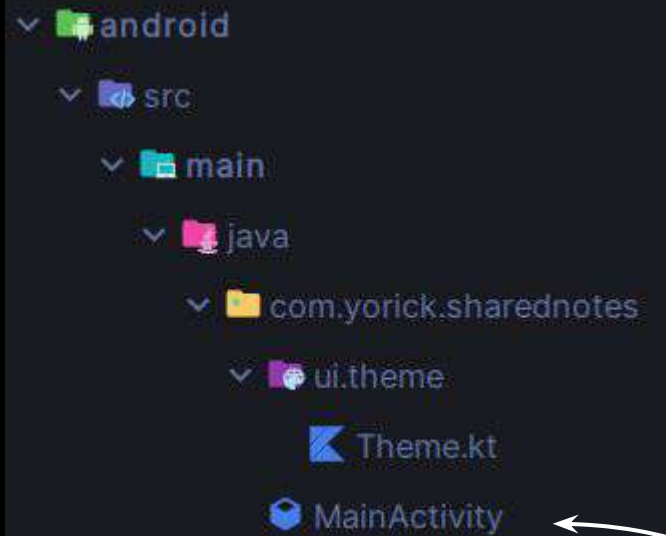 android
src
main
java
com.yorick.sharednotes
ui.theme
Theme.kt
MainActivity